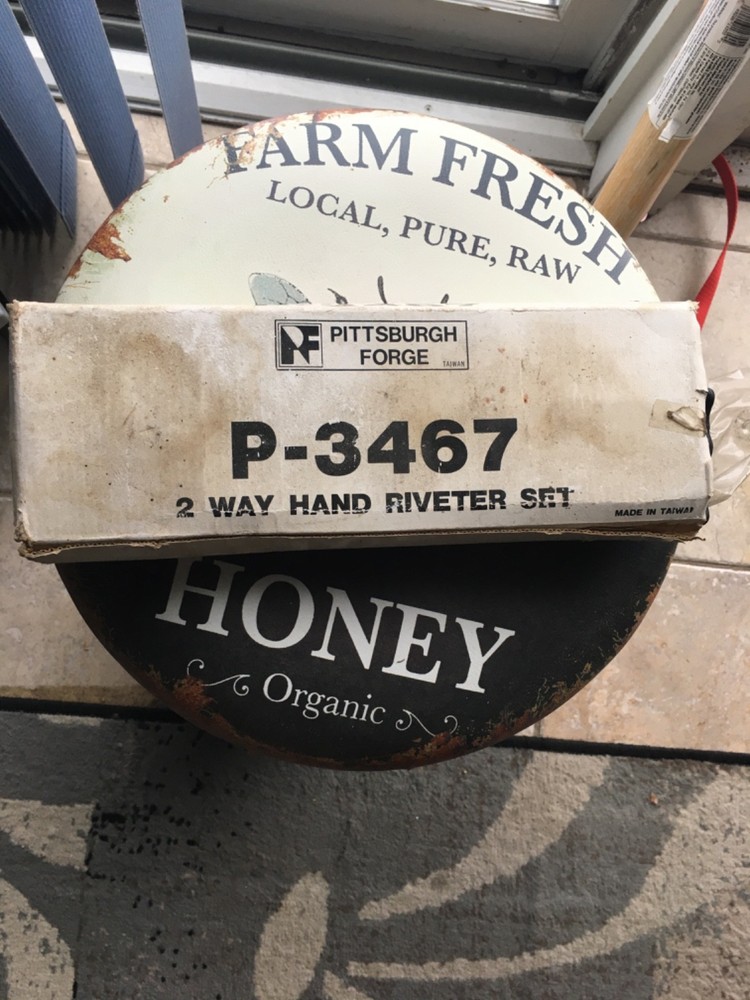 FARM FRESH
LOCAL, PURE, RAW
PITTSBURGH
FORGE
TAIWAN
P-3467
2 WAY HAND RIVETER SET
MADE IN TAIWAN
HONEY
Organic